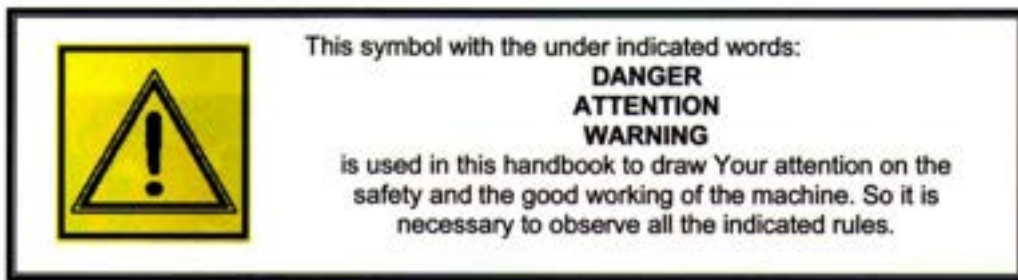 This symbol with the under indicated words:
DANGER
ATTENTION
WARNING
is used in this handbook to draw Your attention on the
safety and the good working of the machine. So it is
necessary to observe all the indicated rules.